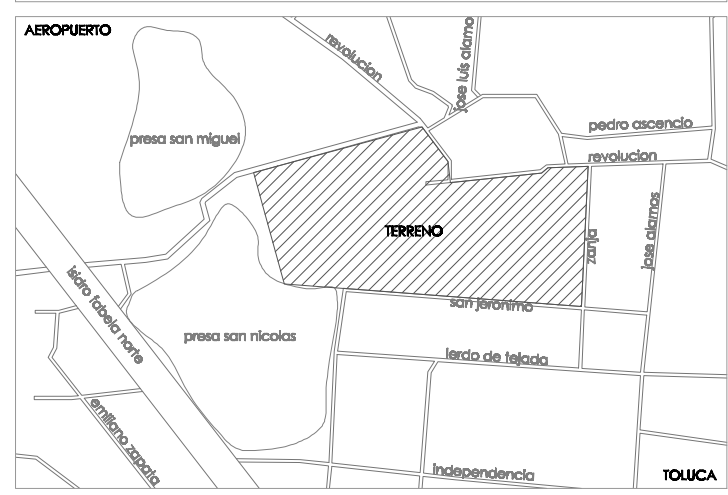 AEROPUERTO
revolucion
jose luis alamo
presa san miguel
pedro ascencio
revolucion
TERRENO
zanja
jose alamos
isidro fabela norte
san jeronimo
presa san nicolas
lerdo de tejada
emiliano zapata
independencia
TOLUCA